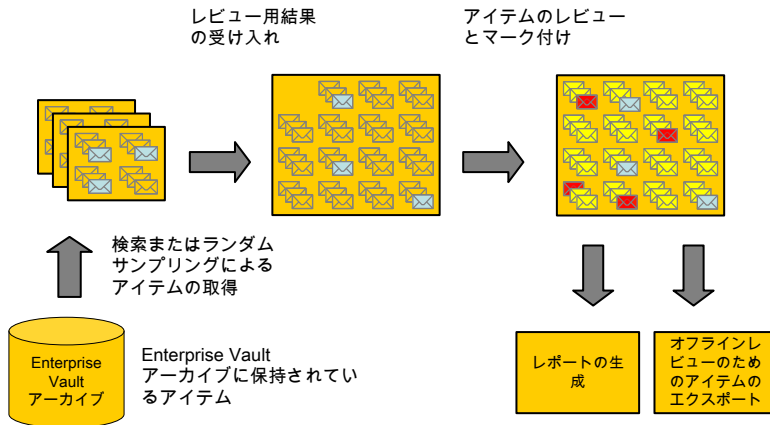 レビュー用結果
の受け入れ
アイテムのレビュー
とマーク付け
検索またはランダム
サンプリングによる
アイテムの取得
Enterprise
Vault
アーカイブ
Enterprise Vault
アーカイブに保持されてい
るアイテム
レポートの生
成
オフラインレ
ビューのため
のアイテムの
エクスポート